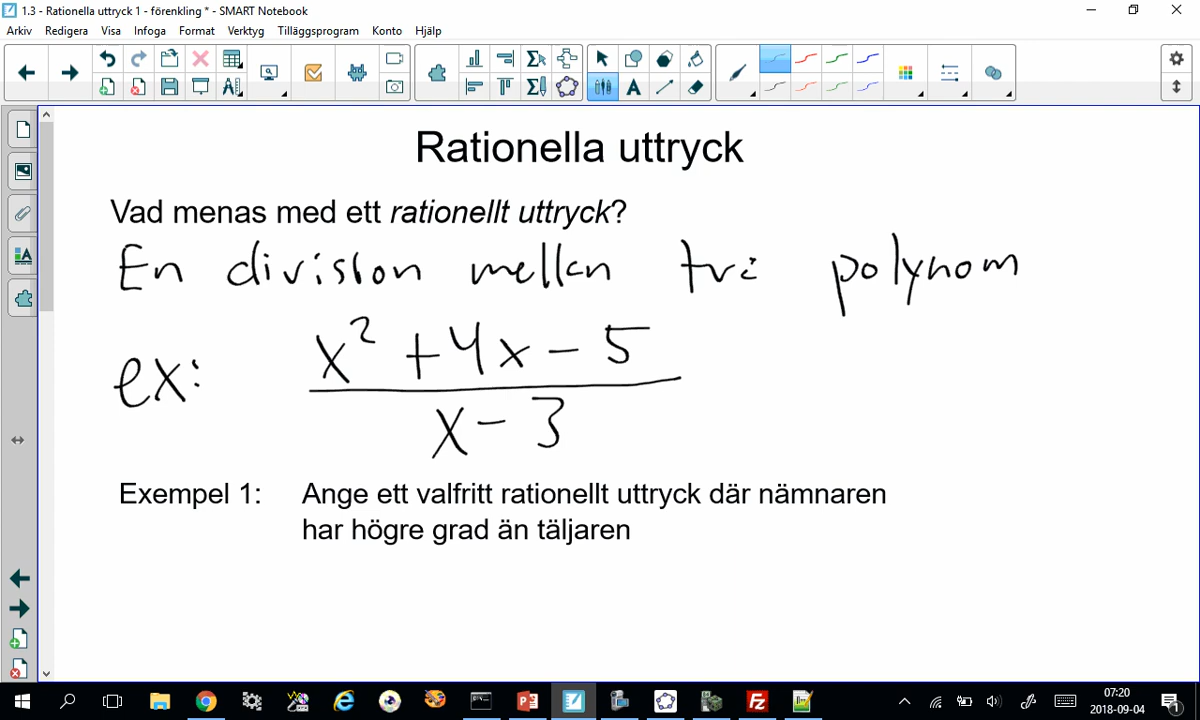 1.3 - Rationella uttryck 1 - förenkling * - SMART Notebook
Arkiv Redigera Visa Infoga Format Verktyg Tilläggsprogram Konto Hjälp
Rationella uttryck
Vad menas med ett rationellt uttryck?
En division mellan två polynom
ex:
x² + 4x - 5
x - 3
Exempel 1: Ange ett valfritt rationellt uttryck där nämnaren
har högre grad än täljaren
07:20
2018-09-04